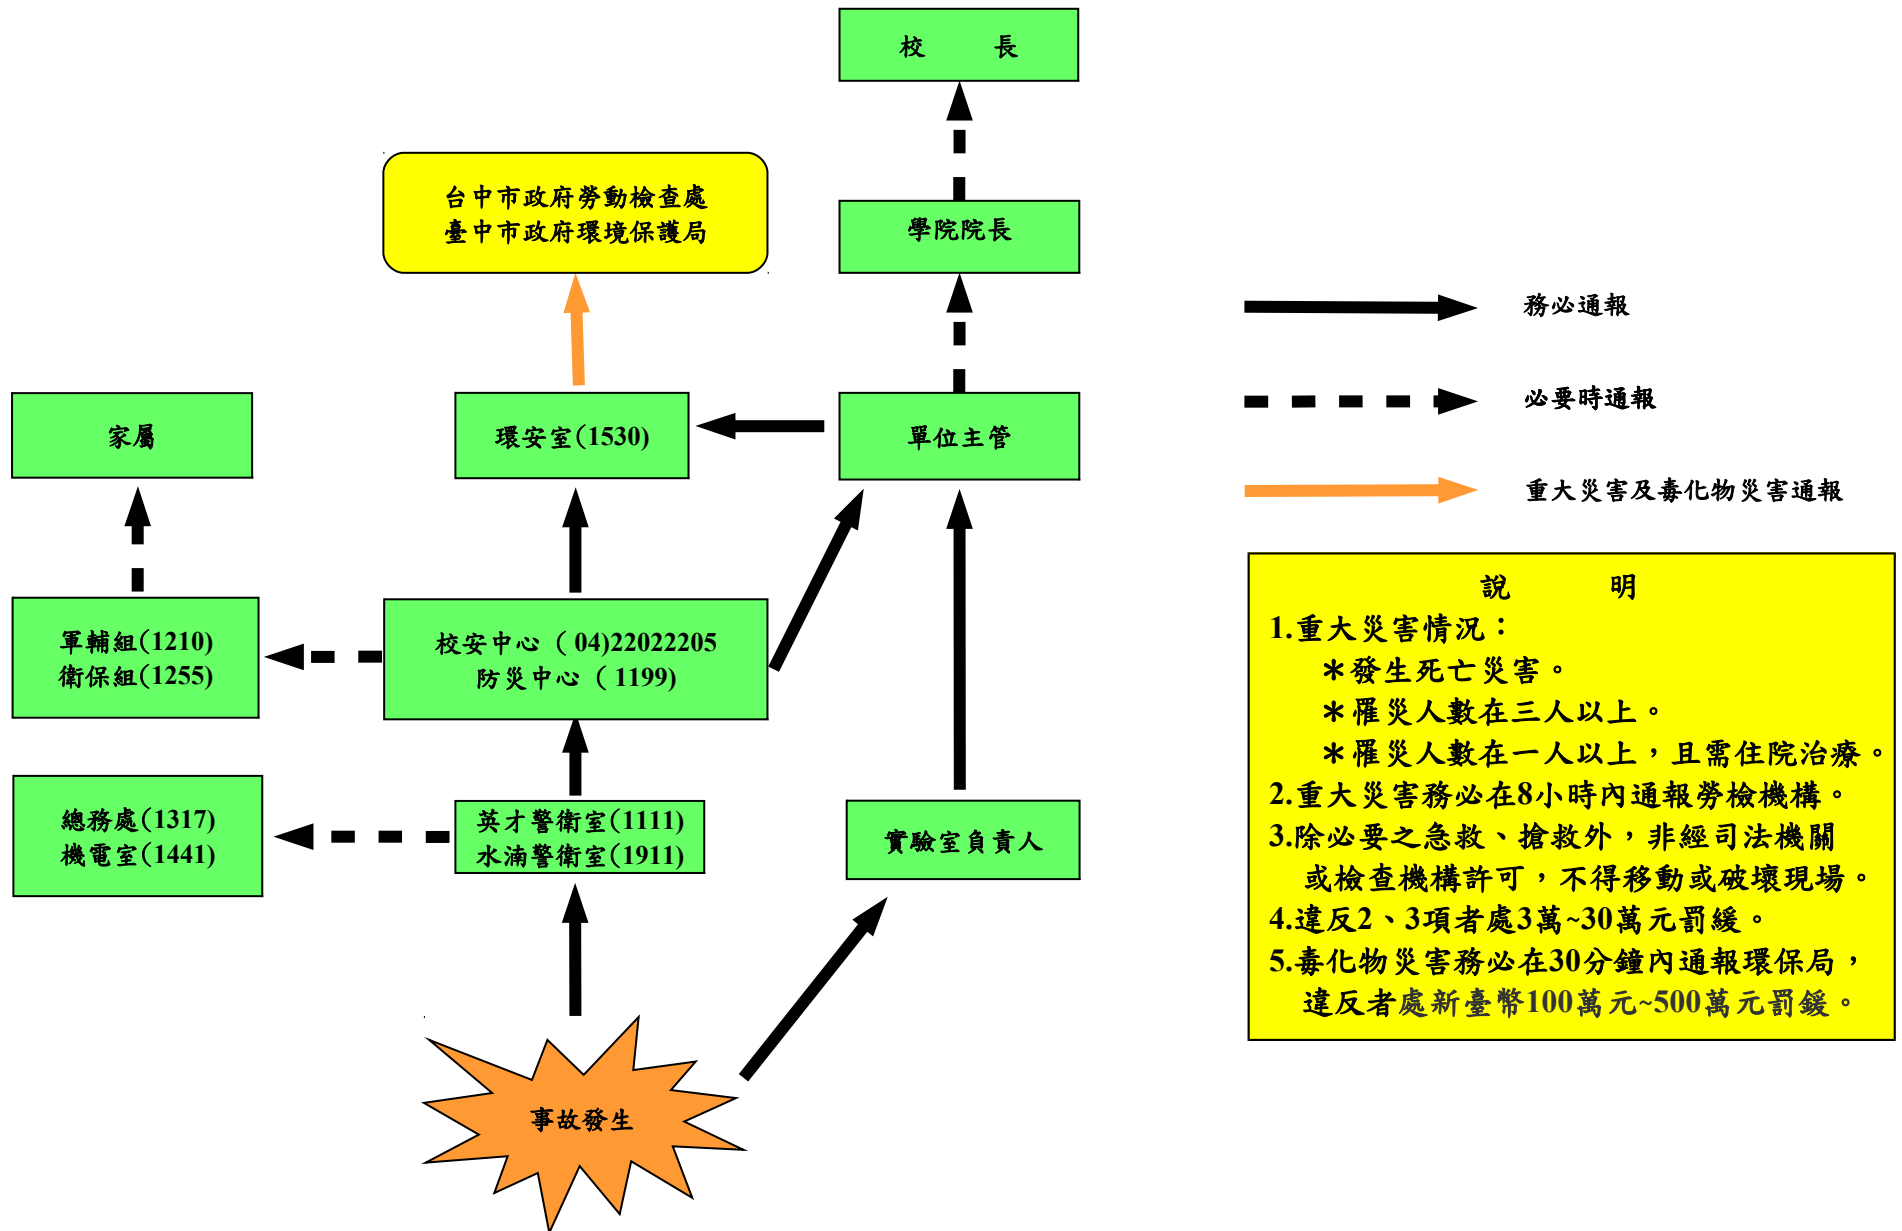 校 長
台中市政府勞動檢查處
臺中市政府環境保護局
學院院長
務必通報
必要時通報
重大災害及毒化物災害通報
家屬
環安室(1530)
單位主管
軍輔組(1210)
衛保組(1255)
校安中心（04)22022205
防災中心（1199)
總務處(1317)
機電室(1441)
英才警衛室(1111)
水湳警衛室(1911)
實驗室負責人
事故發生
說 明
1.重大災害情況：
＊發生死亡災害。
＊罹災人數在三人以上。
＊罹災人數在一人以上，且需住院治療。
2.重大災害務必在8小時內通報勞檢機構。
3.除必要之急救、搶救外，非經司法機關
或檢查機構許可，不得移動或破壞現場。
4.違反2、3項者處3萬~30萬元罰緩。
5.毒化物災害務必在30分鐘內通報環保局，
違反者處新臺幣100萬元~500萬元罰鍰。